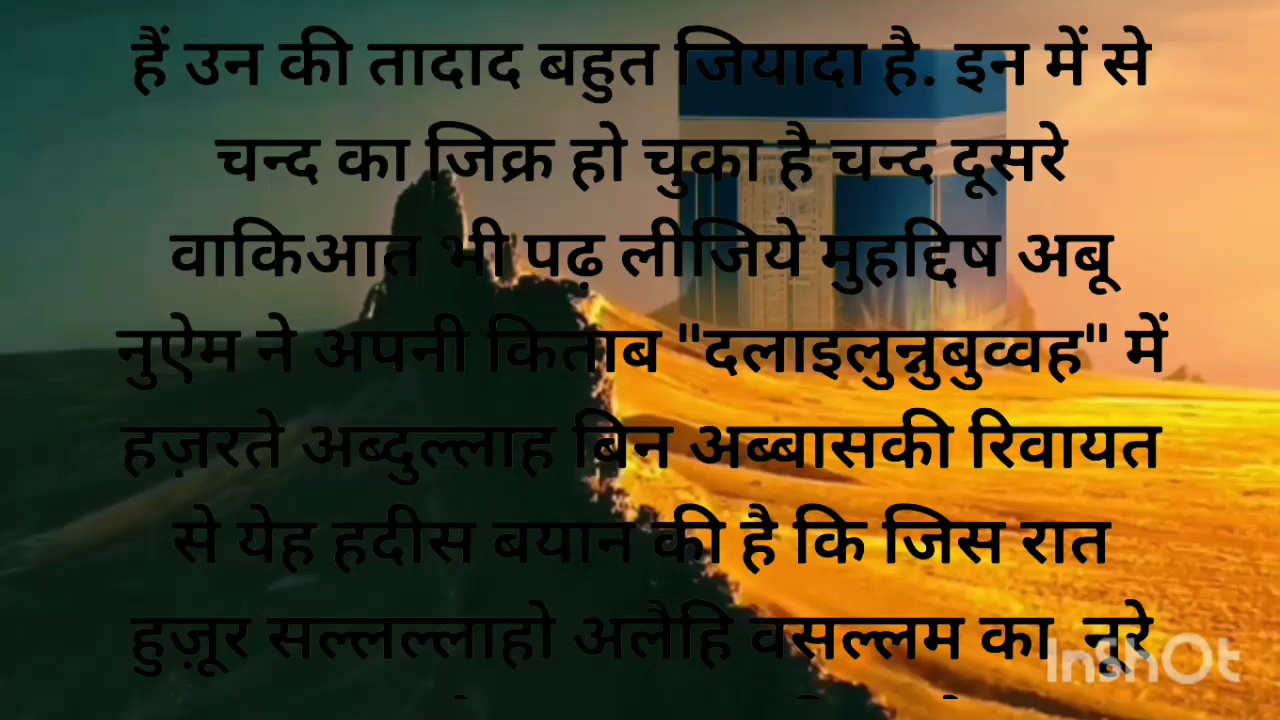 हैं उन की तादाद बहुत जियादा है. इन में से
चन्द का जिक्र हो चुका है चन्द दूसरे
वाकिआत भी पढ़ लीजिये मुहद्दिष अबू
नुऐम ने अपनी किताब "दलाइलुन्नुबुव्वह" में
हज़रते अब्दुल्लाह बिन अब्बासकी रिवायत
से येह हदीस बयान की है कि जिस रात
हुज़ूर सल्लल्लाहो अलैहि वसल्लम का नूरे
InshOt